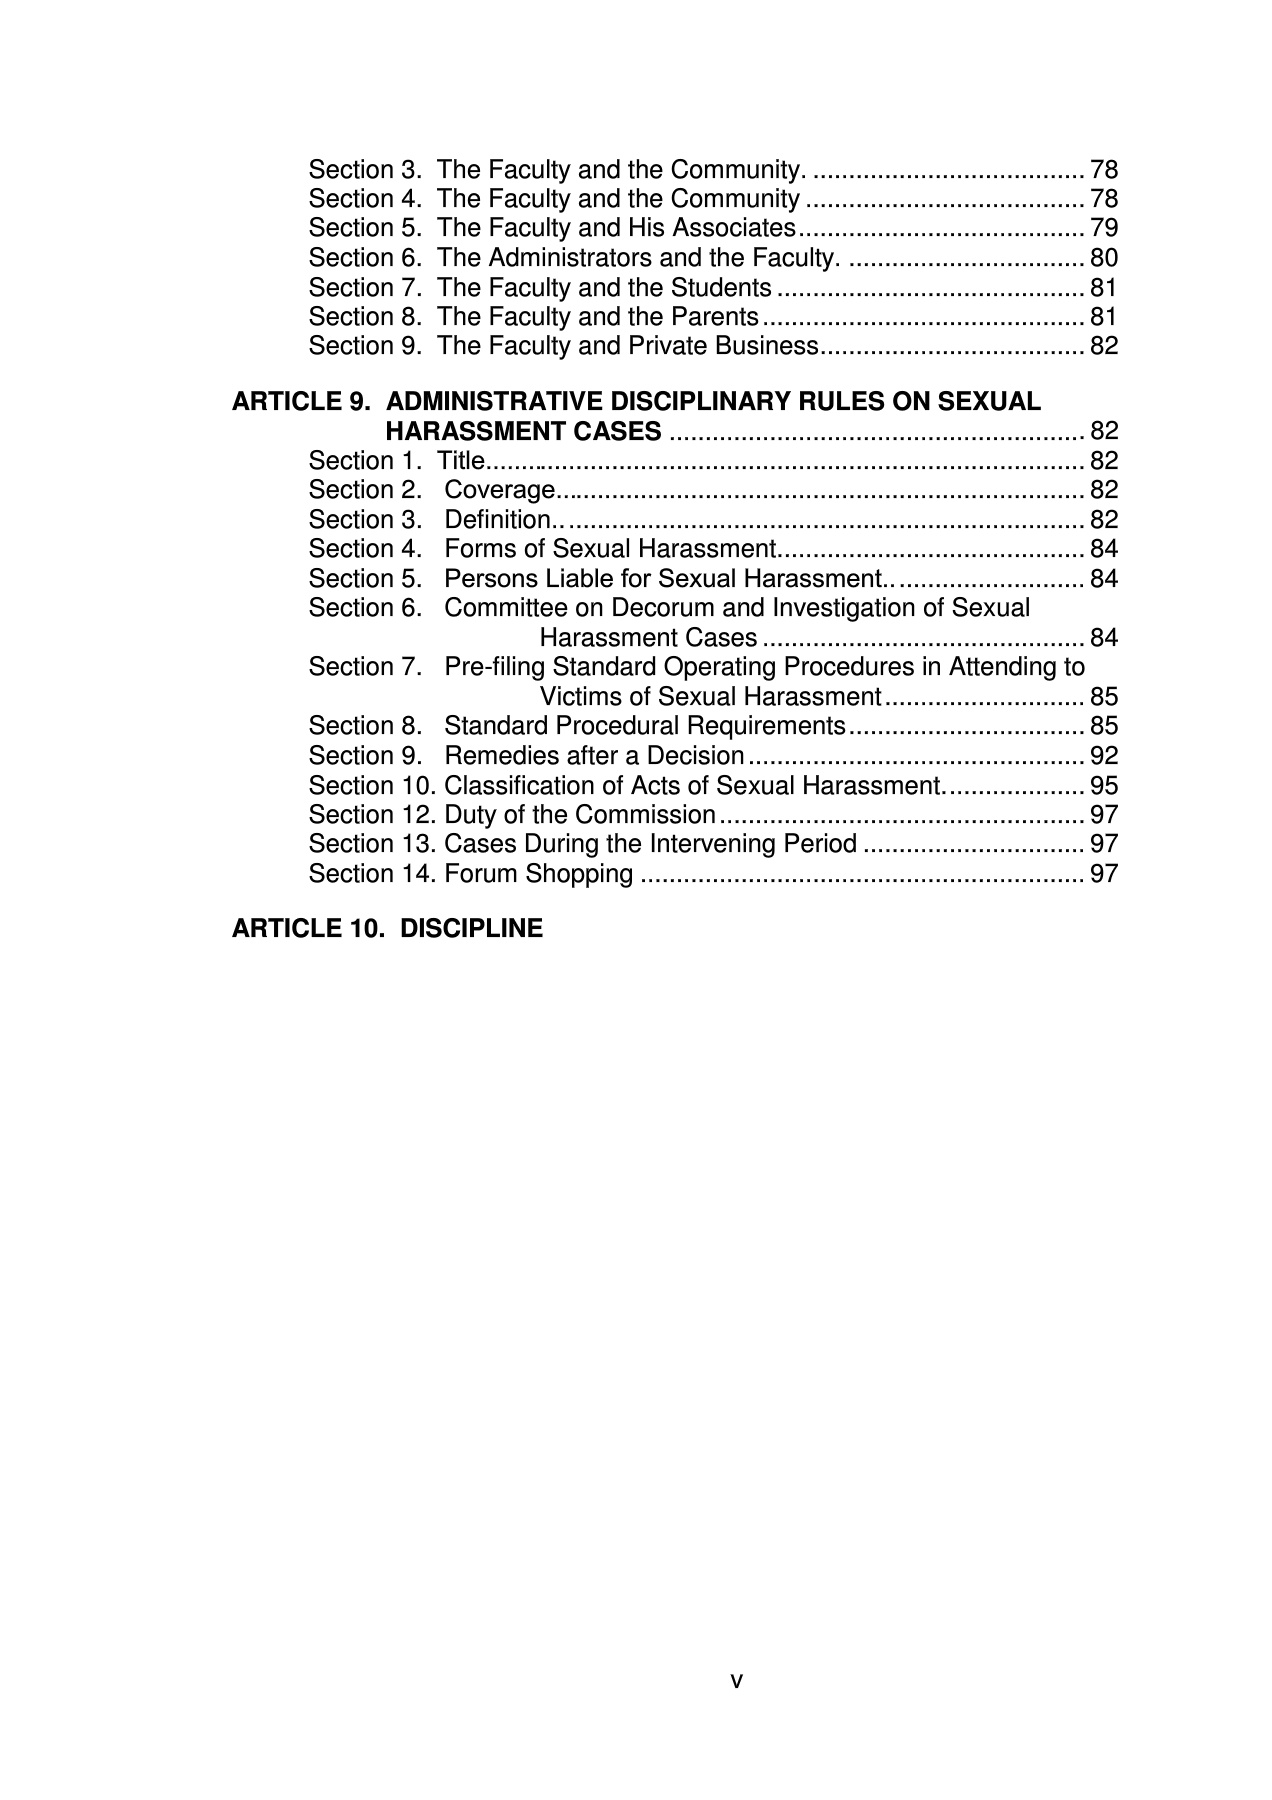 Section 3. The Faculty and the Community. ...................................... 78
Section 4. The Faculty and the Community ....................................... 78
Section 5. The Faculty and His Associates........................................ 79
Section 6. The Administrators and the Faculty. ................................. 80
Section 7. The Faculty and the Students ........................................... 81
Section 8. The Faculty and the Parents............................................. 81
Section 9. The Faculty and Private Business..................................... 82
ARTICLE 9. ADMINISTRATIVE DISCIPLINARY RULES ON SEXUAL
HARASSMENT CASES .......................................................... 82
Section 1. Title.................................................................................... 82
Section 2. Coverage.......................................................................... 82
Section 3. Definition.. ........................................................................ 82
Section 4. Forms of Sexual Harassment........................................... 84
Section 5. Persons Liable for Sexual Harassment............................ 84
Section 6. Committee on Decorum and Investigation of Sexual
Harassment Cases ............................................. 84
Section 7. Pre-filing Standard Operating Procedures in Attending to
Victims of Sexual Harassment............................ 85
Section 8. Standard Procedural Requirements................................. 85
Section 9. Remedies after a Decision............................................... 92
Section 10. Classification of Acts of Sexual Harassment.................... 95
Section 12. Duty of the Commission................................................... 97
Section 13. Cases During the Intervening Period ............................... 97
Section 14. Forum Shopping .............................................................. 97
ARTICLE 10. DISCIPLINE
v